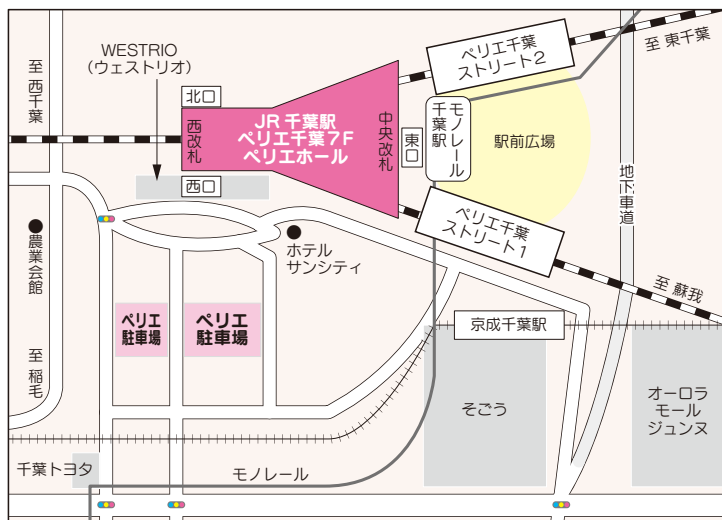 WESTRIO
(ウェストリオ)
ペリエ千葉
ストリート2
至 東千葉
至 西千葉
北口
JR 千葉駅
ペリエ千葉7F
ペリエホール
西改札
中央改札
東口
モノレール
千葉駅
駅前広場
西口
地下車道
ペリエ千葉
ストリート1
農業会館
ホテル
サンシティ
至 蘇我
ペリエ
駐車場
ペリエ
駐車場
京成千葉駅
至 稲毛
そごう
オーロラ
モール
ジュンヌ
千葉トヨタ
モノレール